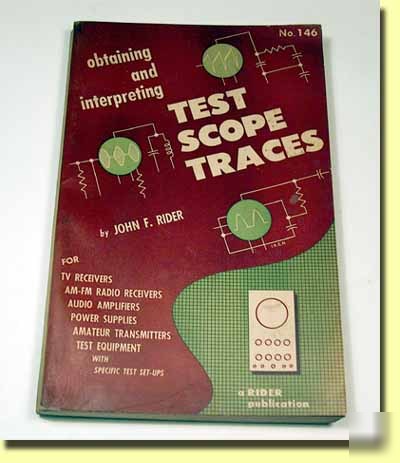 No. 146
obtaining
and
interpreting
TEST
SCOPE
TRACES
by JOHN F. RIDER
FOR
TV RECEIVERS
AM-FM RADIO RECEIVERS
AUDIO AMPLIFIERS
POWER SUPPLIES
AMATEUR TRANSMITTERS
TEST EQUIPMENT
WITH
SPECIFIC TEST SET-UPS
a RIDER
publication